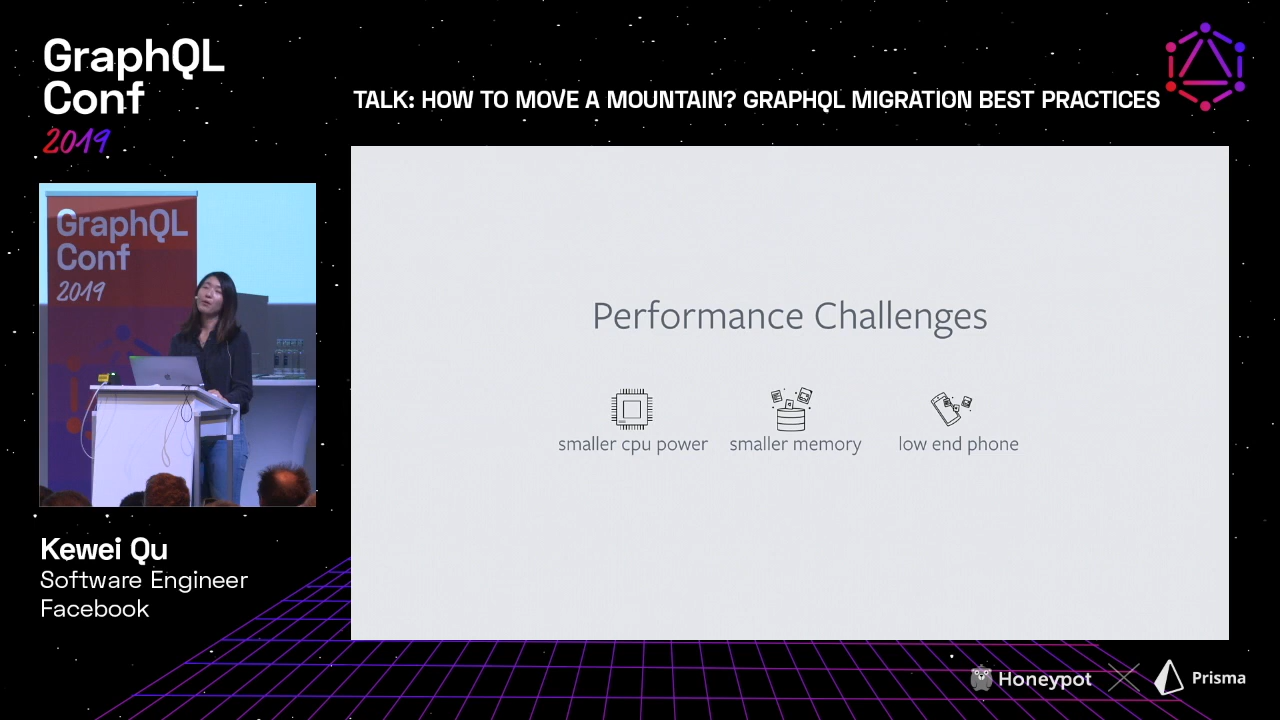 GraphQL
Conf
2019
TALK: HOW TO MOVE A MOUNTAIN? GRAPHQL MIGRATION BEST PRACTICES
GraphQL
Conf
2019
Performance Challenges
smaller cpu power
smaller memory
low end phone
Kewei Qu
Software Engineer
Facebook
Honeypot
Prisma